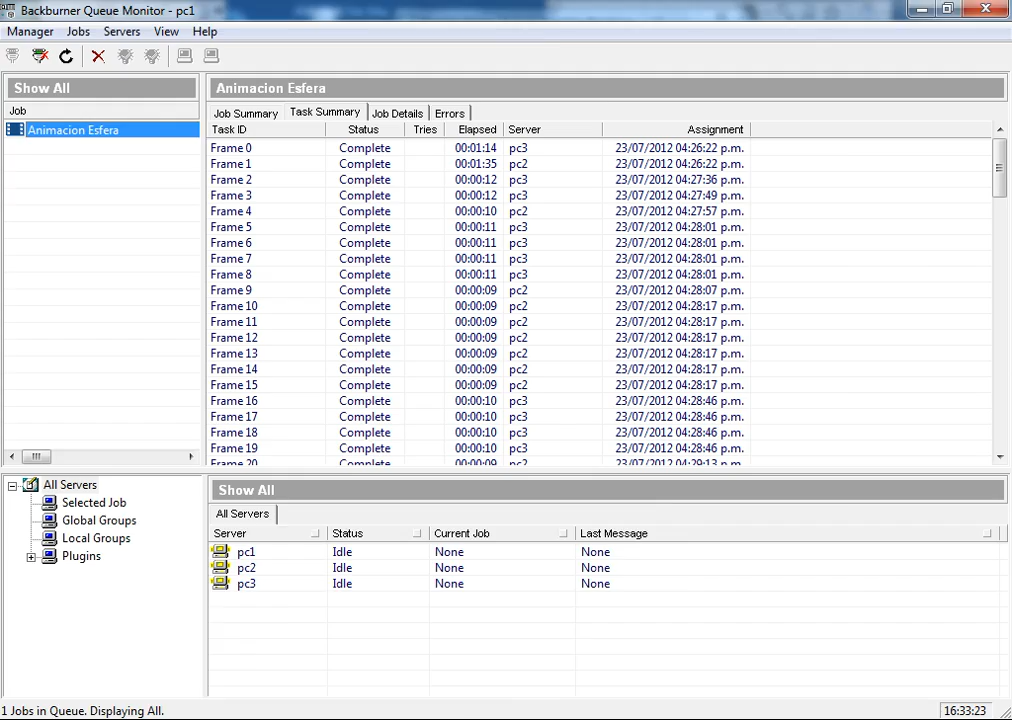 Backburner Queue Monitor - pc1
Manager Jobs Servers View Help
Show All
Job
Animacion Esfera
Animacion Esfera
Job Summary Task Summary Job Details Errors
Task ID Status Tries Elapsed Server Assignment
Frame 0 Complete 00:01:14 pc3 23/07/2012 04:26:22 p.m.
Frame 1 Complete 00:01:35 pc2 23/07/2012 04:26:22 p.m.
Frame 2 Complete 00:00:12 pc3 23/07/2012 04:27:36 p.m.
Frame 3 Complete 00:00:12 pc3 23/07/2012 04:27:49 p.m.
Frame 4 Complete 00:00:10 pc2 23/07/2012 04:27:57 p.m.
Frame 5 Complete 00:00:11 pc3 23/07/2012 04:28:01 p.m.
Frame 6 Complete 00:00:11 pc3 23/07/2012 04:28:01 p.m.
Frame 7 Complete 00:00:11 pc3 23/07/2012 04:28:01 p.m.
Frame 8 Complete 00:00:11 pc3 23/07/2012 04:28:01 p.m.
Frame 9 Complete 00:00:09 pc2 23/07/2012 04:28:07 p.m.
Frame 10 Complete 00:00:09 pc2 23/07/2012 04:28:17 p.m.
Frame 11 Complete 00:00:09 pc2 23/07/2012 04:28:17 p.m.
Frame 12 Complete 00:00:09 pc2 23/07/2012 04:28:17 p.m.
Frame 13 Complete 00:00:09 pc2 23/07/2012 04:28:17 p.m.
Frame 14 Complete 00:00:09 pc2 23/07/2012 04:28:17 p.m.
Frame 15 Complete 00:00:09 pc2 23/07/2012 04:28:17 p.m.
Frame 16 Complete 00:00:10 pc3 23/07/2012 04:28:46 p.m.
Frame 17 Complete 00:00:10 pc3 23/07/2012 04:28:46 p.m.
Frame 18 Complete 00:00:10 pc3 23/07/2012 04:28:46 p.m.
Frame 19 Complete 00:00:10 pc3 23/07/2012 04:28:46 p.m.
Frame 20 Complete 00:00:09 pc2 23/07/2012 04:29:13 p.m.
All Servers
Selected Job
Global Groups
Local Groups
Plugins
Show All
All Servers
Server Status Current Job Last Message
pc1 Idle None None
pc2 Idle None None
pc3 Idle None None
1 Jobs in Queue. Displaying All.
16:33:23